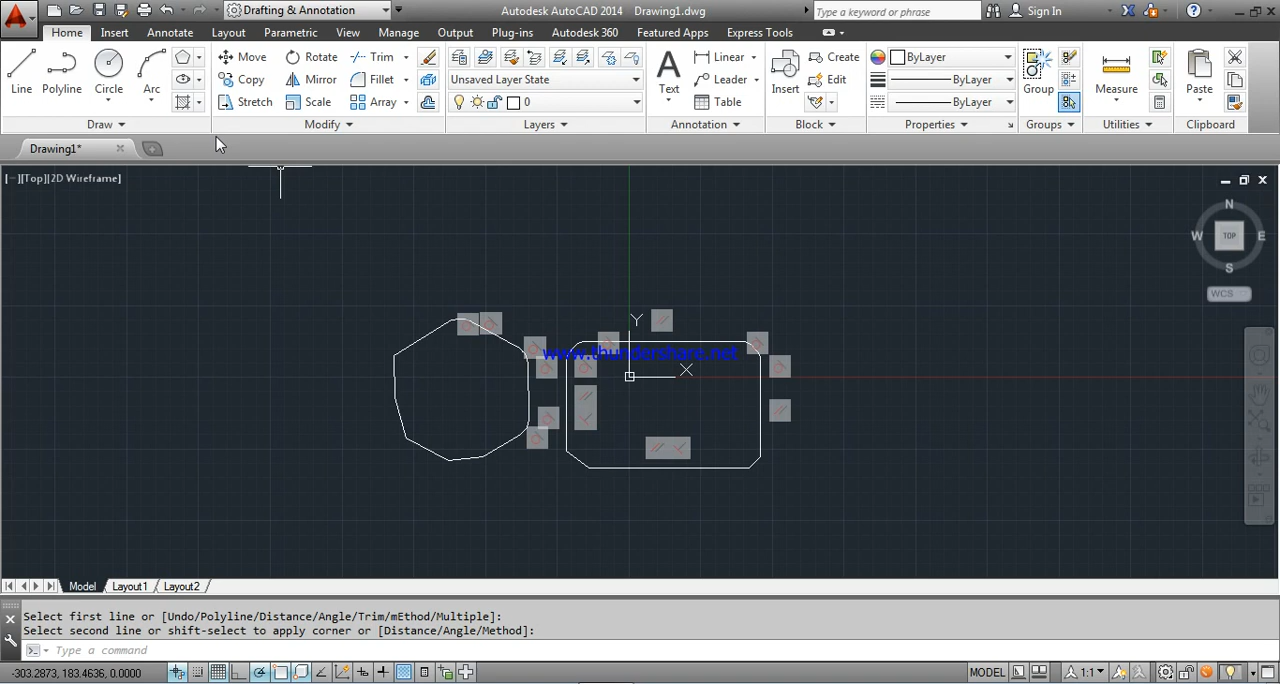 Drafting & Annotation
Autodesk AutoCAD 2014 Drawing1.dwg
Type a keyword or phrase
Sign In
Home Insert Annotate Layout Parametric View Manage Output Plug-ins Autodesk 360 Featured Apps Express Tools
Move Rotate Trim Linear Create ByLayer
Copy Mirror Fillet Unsaved Layer State Leader Edit ByLayer
Line Polyline Circle Arc Text Insert Group Measure Paste
Stretch Scale Array 0 Table ByLayer
Draw Modify Layers Annotation Block Properties Groups Utilities Clipboard
Drawing1*
[−][Top][2D Wireframe]
N
W TOP E
S
WCS
Y
www.thundershare.net
X
Model Layout1 Layout2
Select first line or [Undo/Polyline/Distance/Angle/Trim/mEthod/Multiple]:
Select second line or shift-select to apply corner or [Distance/Angle/Method]:
Type a command
-303.2873, 183.4636, 0.0000
MODEL
1:1